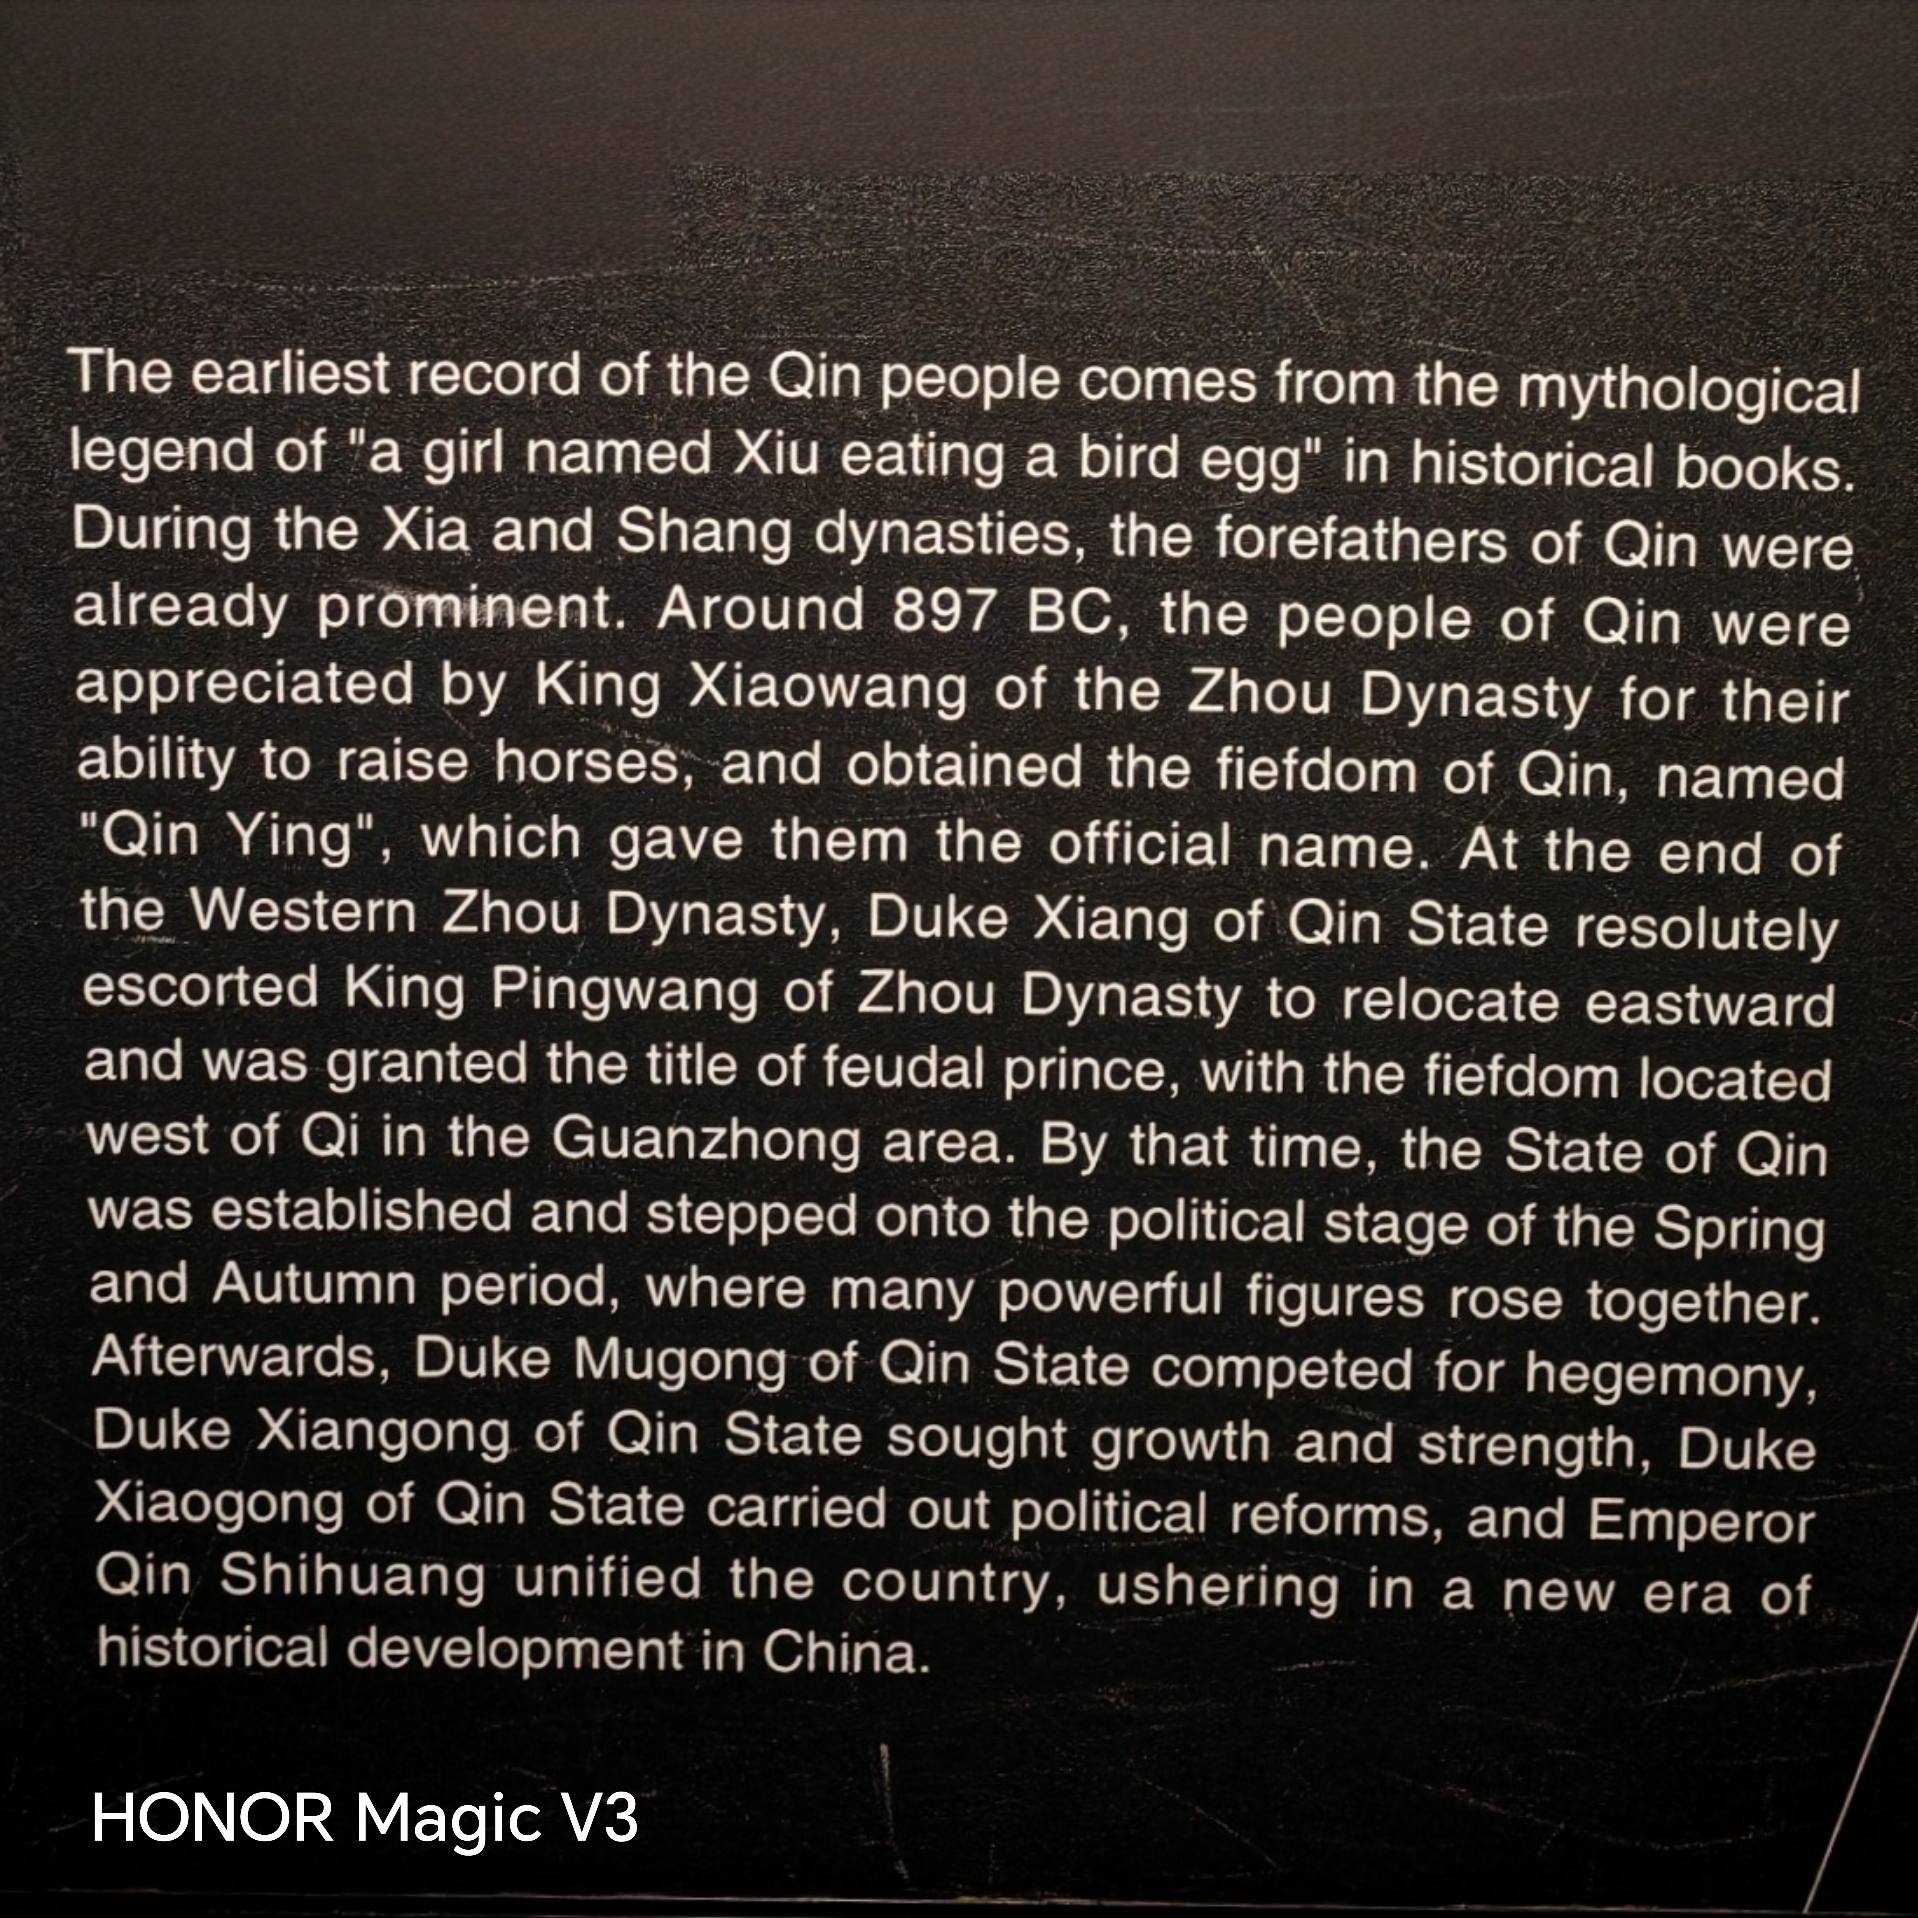 The earliest record of the Qin people comes from the mythological
legend of "a girl named Xiu eating a bird egg" in historical books.
During the Xia and Shang dynasties, the forefathers of Qin were
already prominent. Around 897 BC, the people of Qin were
appreciated by King Xiaowang of the Zhou Dynasty for their
ability to raise horses, and obtained the fiefdom of Qin, named
"Qin Ying", which gave them the official name. At the end of
the Western Zhou Dynasty, Duke Xiang of Qin State resolutely
escorted King Pingwang of Zhou Dynasty to relocate eastward
and was granted the title of feudal prince, with the fiefdom located
west of Qi in the Guanzhong area. By that time, the State of Qin
was established and stepped onto the political stage of the Spring
and Autumn period, where many powerful figures rose together.
Afterwards, Duke Mugong of Qin State competed for hegemony,
Duke Xiangong of Qin State sought growth and strength, Duke
Xiaogong of Qin State carried out political reforms, and Emperor
Qin Shihuang unified the country, ushering in a new era of
historical development in China.
HONOR Magic V3